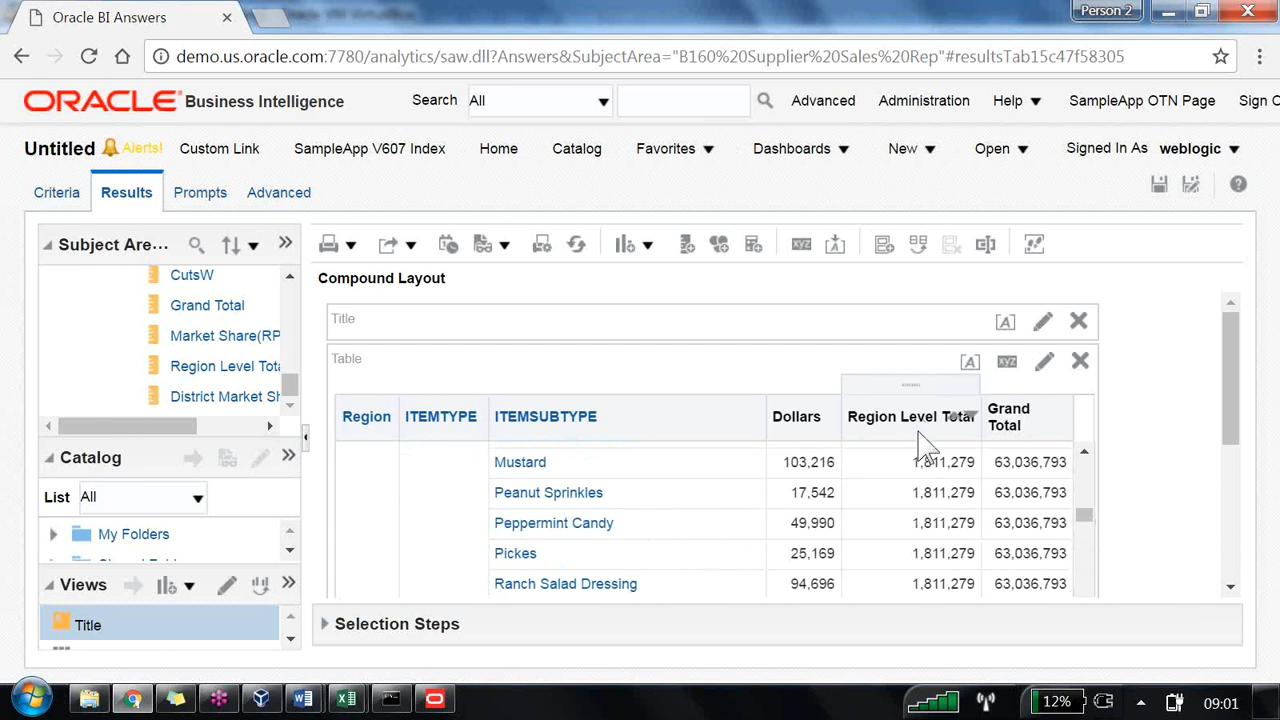 Oracle BI Answers
Person 2
demo.us.oracle.com:7780/analytics/saw.dll?Answers&SubjectArea="B160%20Supplier%20Sales%20Rep"#resultsTab15c47f58305
ORACLE Business Intelligence
Search All
Advanced Administration Help SampleApp OTN Page Sign O
Untitled Alerts! Custom Link SampleApp V607 Index Home Catalog Favorites Dashboards New Open Signed In As weblogic
Criteria Results Prompts Advanced
Subject Are...
CutsW
Grand Total
Market Share(RP
Region Level Tota
District Market Sh
Catalog
List All
My Folders
Views
Title
Compound Layout
Title
Table
Region ITEMTYPE ITEMSUBTYPE Dollars Region Level Total Grand Total
Mustard 103,216 1,811,279 63,036,793
Peanut Sprinkles 17,542 1,811,279 63,036,793
Peppermint Candy 49,990 1,811,279 63,036,793
Pickes 25,169 1,811,279 63,036,793
Ranch Salad Dressing 94,696 1,811,279 63,036,793
Selection Steps
12% 09:01